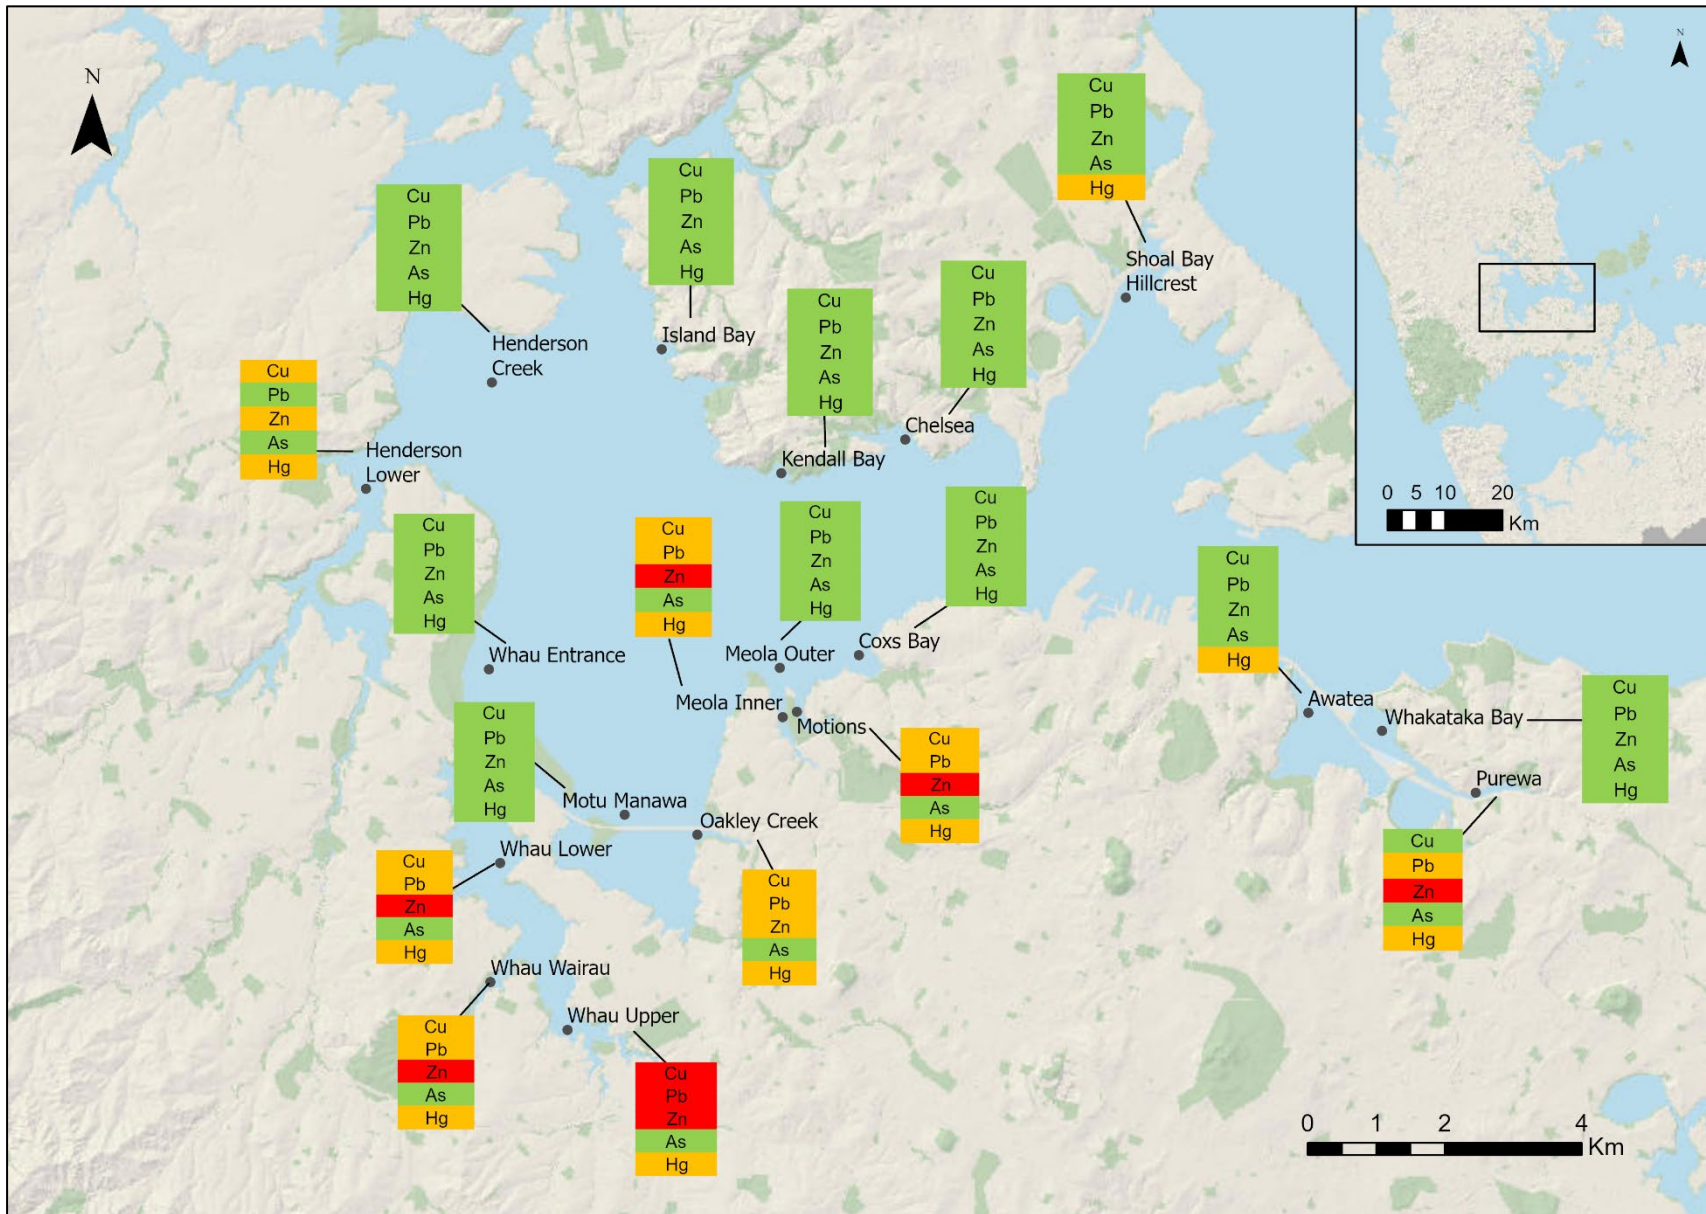 N
N
Cu
Pb
Zn
As
Hg
Shoal Bay
Hillcrest
Cu
Pb
Zn
As
Hg
Island Bay
Cu
Pb
Zn
As
Hg
Henderson
Creek
Cu
Pb
Zn
As
Hg
Chelsea
Cu
Pb
Zn
As
Hg
Kendall Bay
Cu
Pb
Zn
As
Hg
Henderson
Lower
0 5 10 20
Km
Cu
Pb
Zn
As
Hg
Whau Entrance
Cu
Pb
Zn
As
Hg
Meola Inner
Cu
Pb
Zn
As
Hg
Meola Outer
Cu
Pb
Zn
As
Hg
Coxs Bay
Cu
Pb
Zn
As
Hg
Awatea
Whakataka Bay
Cu
Pb
Zn
As
Hg
Motions
Cu
Pb
Zn
As
Hg
Cu
Pb
Zn
As
Hg
Motu Manawa
Purewa
Cu
Pb
Zn
As
Hg
Oakley Creek
Cu
Pb
Zn
As
Hg
Whau Lower
Cu
Pb
Zn
As
Hg
Whau Wairau
Cu
Pb
Zn
As
Hg
Whau Upper
Cu
Pb
Zn
As
Hg
0 1 2 4
Km